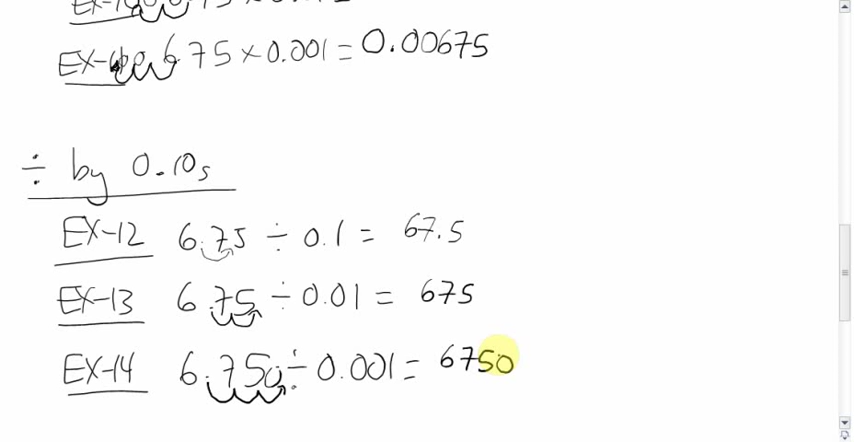 6.75 × 0.001 = 0.00675
÷ by 0.10s
EX-12 6.75 ÷ 0.1 = 67.5
EX-13 6.75 ÷ 0.01 = 675
EX-14 6.750 ÷ 0.001 = 6750